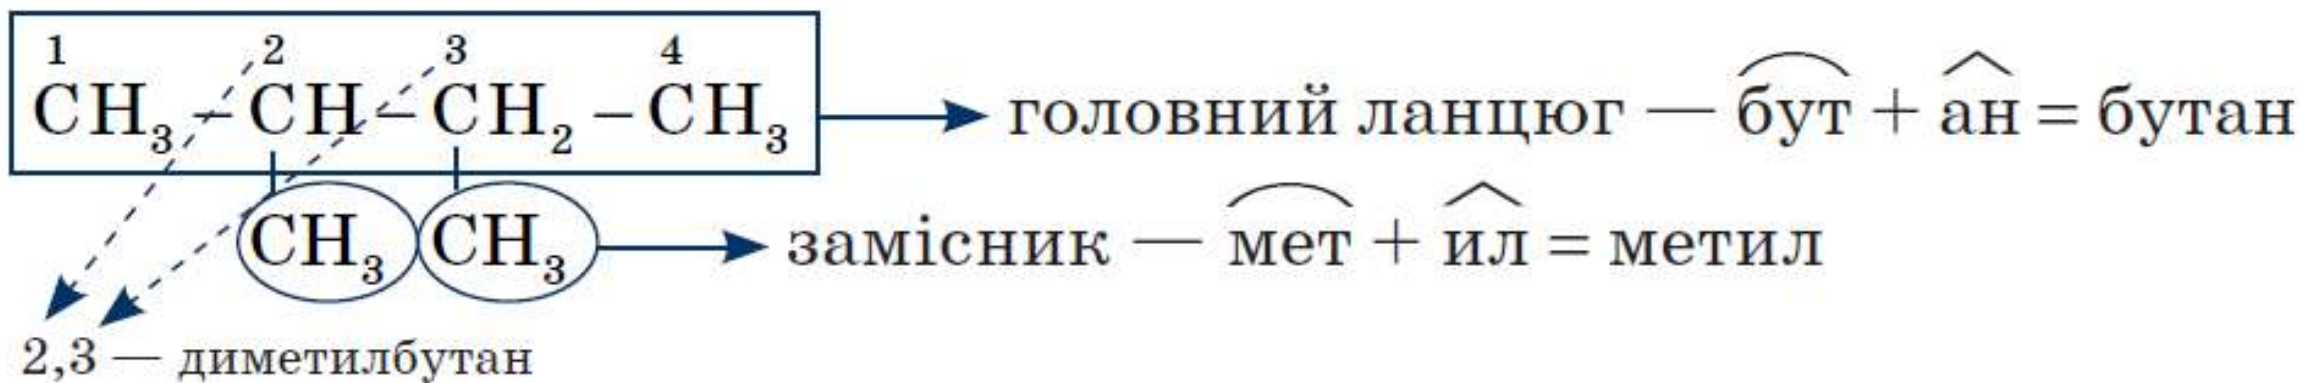 1 2 3 4
CH₃ – CH – CH₂ – CH₃ головний ланцюг — бут + ан = бутан
CH₃ CH₃ замісник — мет + ил = метил
2,3 — диметилбутан